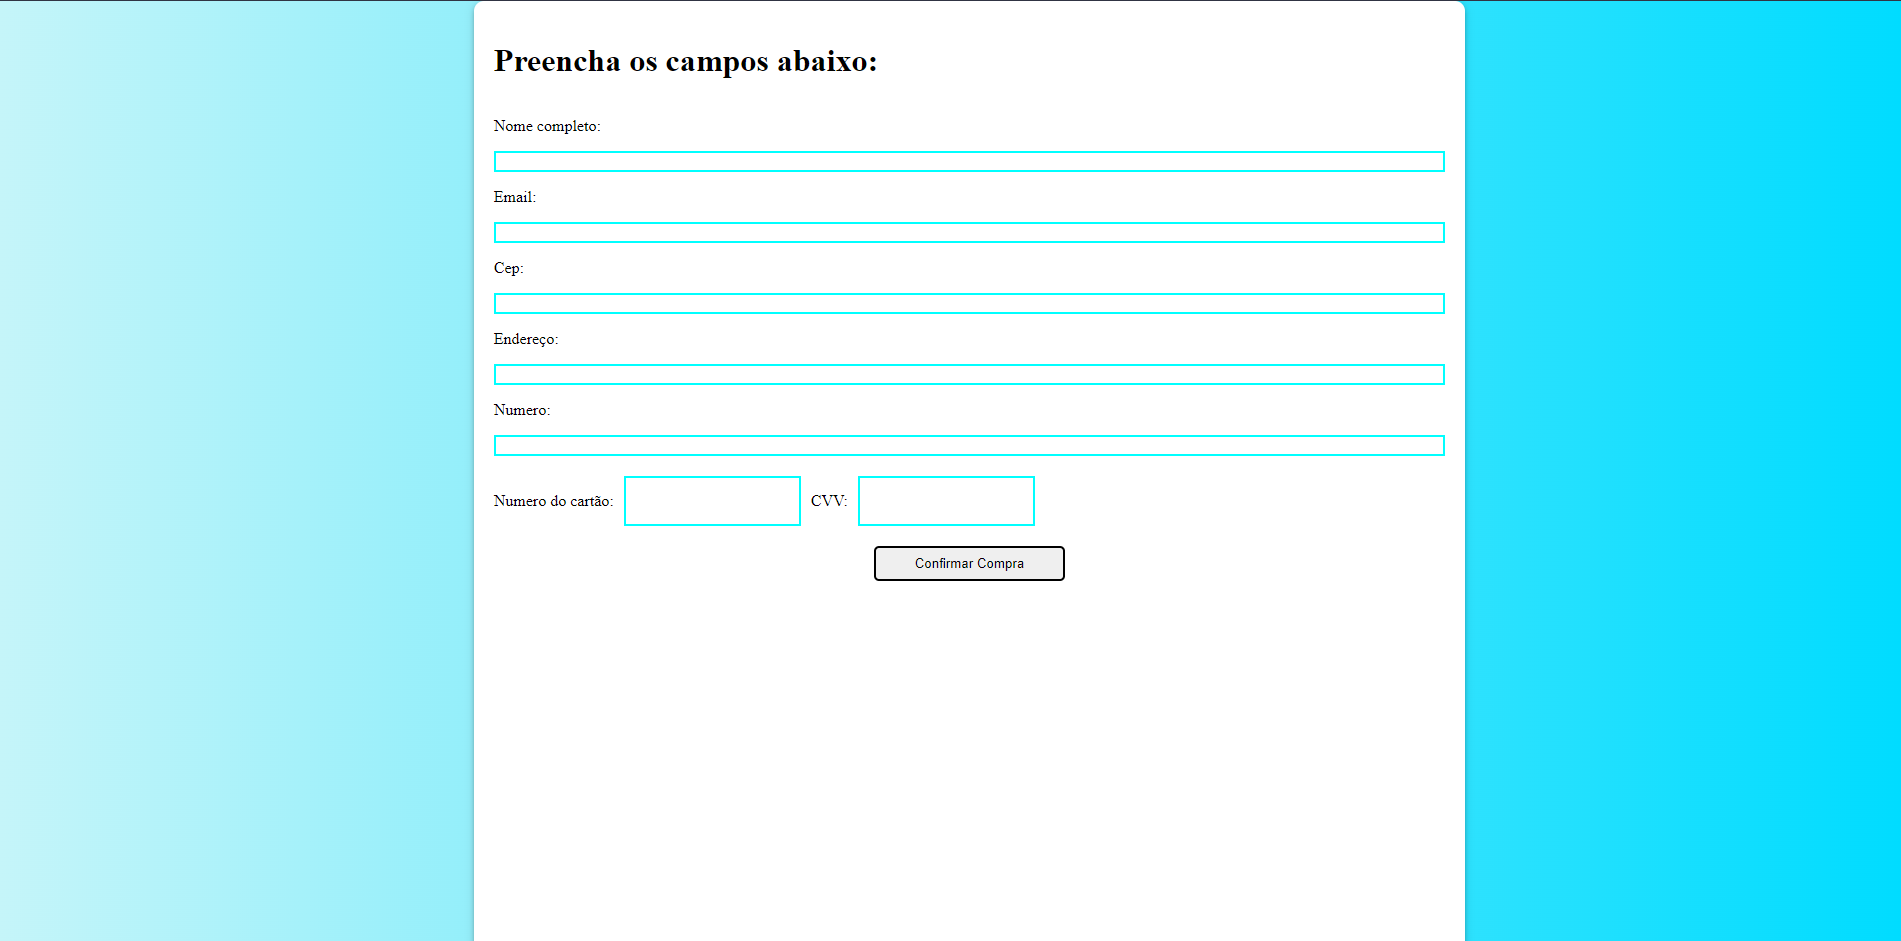 Preencha os campos abaixo:
Nome completo:
Email:
Cep:
Endereço:
Numero:
Numero do cartão: CVV:
Confirmar Compra